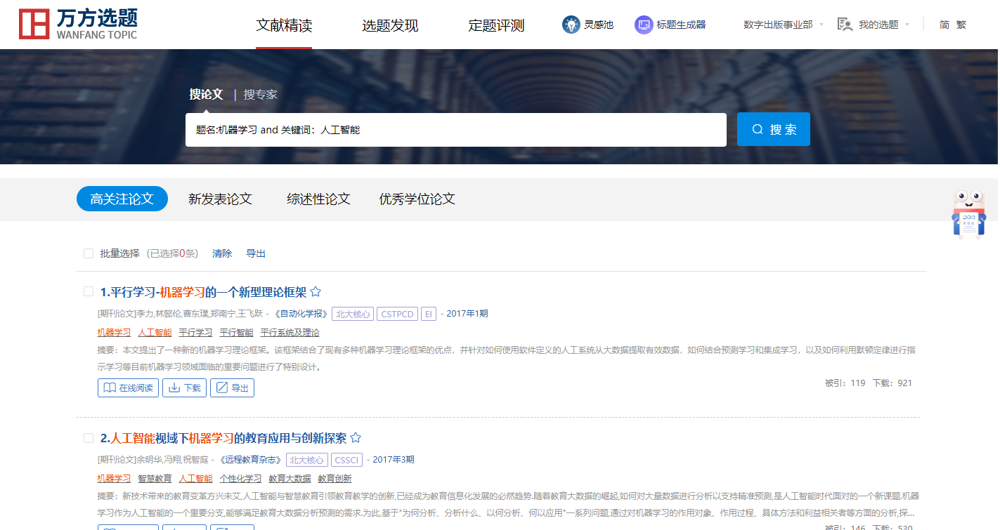 万方选题
WANFANG TOPIC
文献精读 选题发现 定题评测 灵感池 标题生成器 数字出版事业部 我的选题 简 繁
搜论文 | 搜专家
题名:机器学习 and 关键词：人工智能 搜 索
高关注论文 新发表论文 综述性论文 优秀学位论文
批量选择 (已选择0条) 清除 导出
1.平行学习-机器学习的一个新型理论框架
[期刊论文]李力,林懿伦,曹东璞,郑南宁,王飞跃 - 《自动化学报》 北大核心 CSTPCD EI - 2017年1期
机器学习 人工智能 平行学习 平行智能 平行系统及理论
摘要：本文提出了一种新的机器学习理论框架。该框架结合了现有多种机器学习理论框架的优点，并针对如何使用软件定义的人工系统从大数据提取有效数据，如何结合预测学习和集成学习，以及如何利用默顿定律进行指
示学习等目前机器学习领域面临的重要问题进行了特别设计。
在线阅读 下载 导出 被引：119 下载：921
2.人工智能视域下机器学习的教育应用与创新探索
[期刊论文]余明华,冯翔,祝智庭 - 《远程教育杂志》 北大核心 CSSCI - 2017年3期
机器学习 智慧教育 人工智能 个性化学习 教育大数据 教育创新
摘要：新技术带来的教育变革方兴未艾,人工智能与智慧教育引领教育教学的创新,已经成为教育信息化发展的必然趋势.随着教育大数据的崛起,如何对大量数据进行分析以支持精准预测,是人工智能时代面对的一个新课题.机器
学习作为人工智能的一个重要分支,能够满足教育大数据分析预测的需求.为此,基于"为何分析、分析什么、以何分析、何以应用"一系列问题,通过对机器学习的作用对象、作用过程、具体方法和利益相关者等方面的分析,探...
被引：146 下载：530